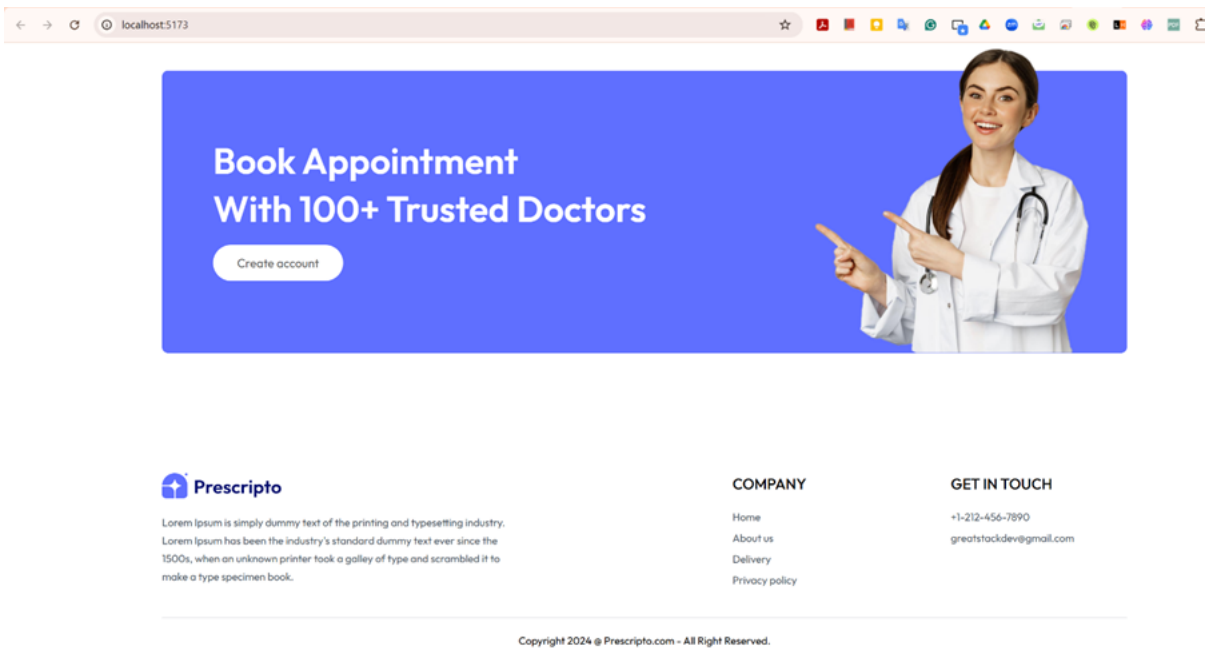 localhost:5173
Book Appointment
With 100+ Trusted Doctors
Create account
Prescripto
Lorem Ipsum is simply dummy text of the printing and typesetting industry.
Lorem Ipsum has been the industry's standard dummy text ever since the
1500s, when an unknown printer took a galley of type and scrambled it to
make a type specimen book.
COMPANY
Home
About us
Delivery
Privacy policy
GET IN TOUCH
+1-212-456-7890
greatstackdev@gmail.com
Copyright 2024 @ Prescripto.com - All Right Reserved.